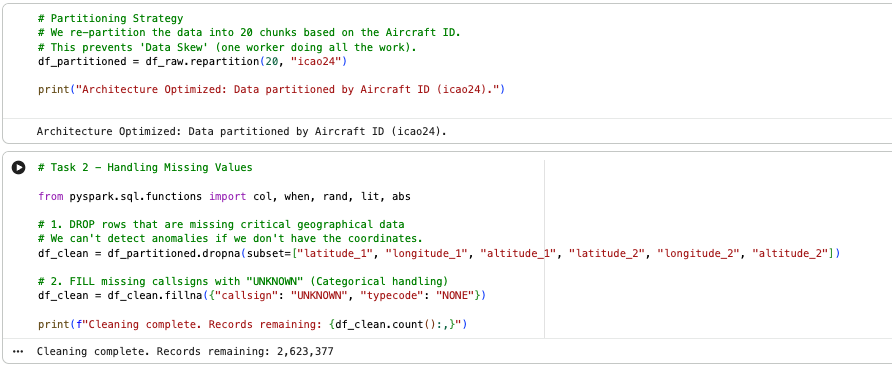 # Partitioning Strategy
# We re-partition the data into 20 chunks based on the Aircraft ID.
# This prevents 'Data Skew' (one worker doing all the work).
df_partitioned = df_raw.repartition(20, "icao24")
print("Architecture Optimized: Data partitioned by Aircraft ID (icao24).")
Architecture Optimized: Data partitioned by Aircraft ID (icao24).
# Task 2 - Handling Missing Values
from pyspark.sql.functions import col, when, rand, lit, abs
# 1. DROP rows that are missing critical geographical data
# We can't detect anomalies if we don't have the coordinates.
df_clean = df_partitioned.dropna(subset=["latitude_1", "longitude_1", "altitude_1", "latitude_2", "longitude_2", "altitude_2"])
# 2. FILL missing callsigns with "UNKNOWN" (Categorical handling)
df_clean = df_clean.fillna({"callsign": "UNKNOWN", "typecode": "NONE"})
print(f"Cleaning complete. Records remaining: {df_clean.count():,}")
Cleaning complete. Records remaining: 2,623,377